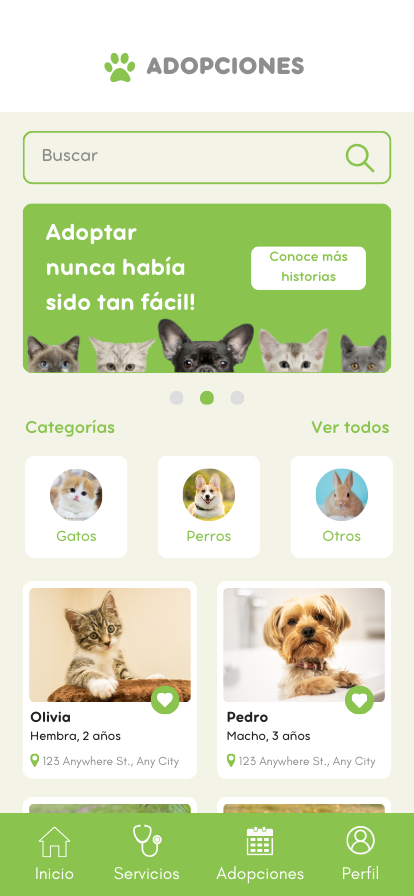 ADOPCIONES
Buscar
Adoptar
nunca había
sido tan fácil!
Conoce más
historias
Categorías
Ver todos
Gatos
Perros
Otros
Olivia
Hembra, 2 años
123 Anywhere St., Any City
Pedro
Macho, 3 años
123 Anywhere St., Any City
Inicio
Servicios
Adopciones
Perfil